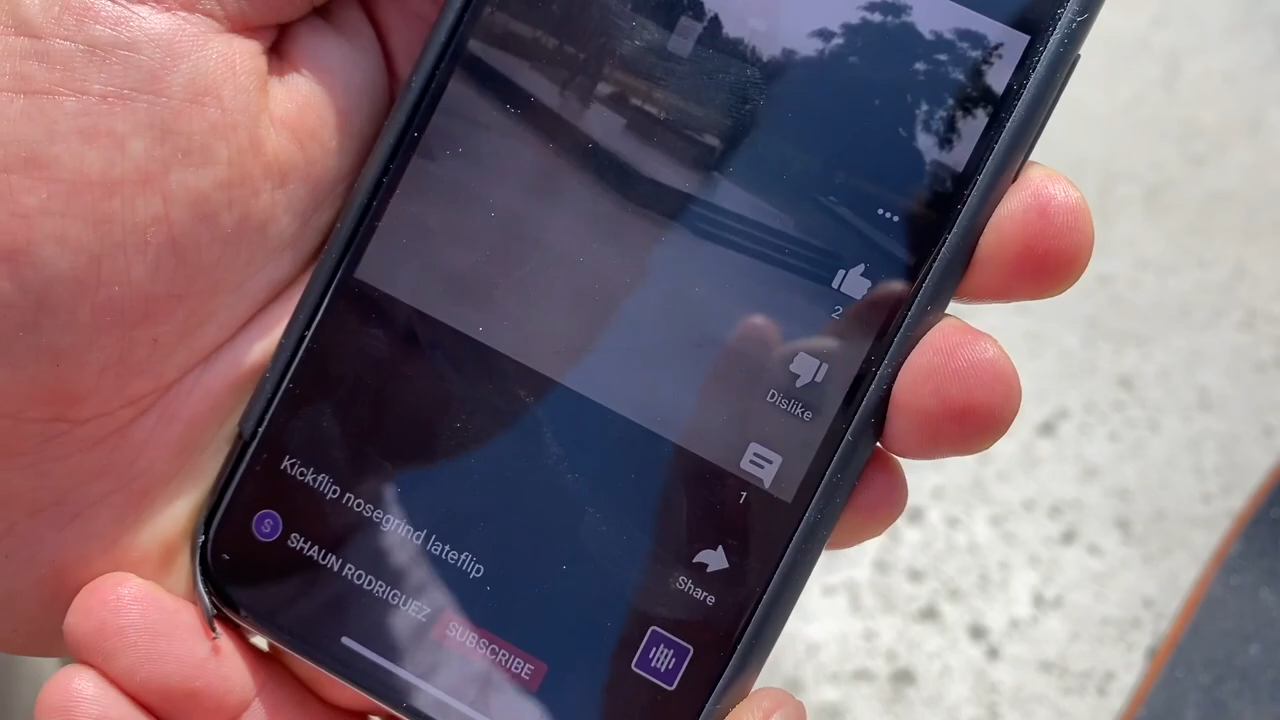 2
Dislike
1
Share
Kickflip nosegrind lateflip
S
SHAUN RODRIGUEZ
SUBSCRIBE